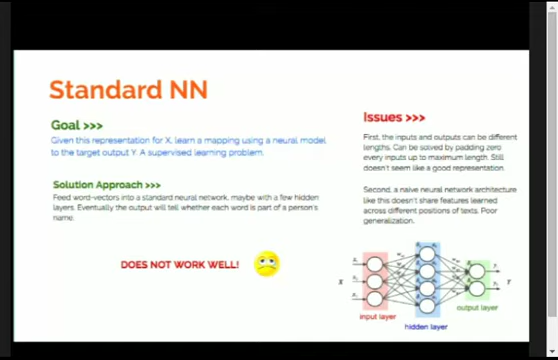 Standard NN
Goal >>>
Given this representation for X, learn a mapping using a neural model
to the target output Y. A supervised learning problem.
Solution Approach >>>
Feed word-vectors into a standard neural network, maybe with a few hidden
layers. Eventually the output will tell whether each word is part of a person's
name.
DOES NOT WORK WELL!
Issues >>>
First, the inputs and outputs can be different
lengths. Can be solved by padding zero
every inputs up to maximum length. Still
doesn't seem like a good representation.
Second, a naive neural network architecture
like this doesn't share features learned
across different positions of texts. Poor
generalization.
X
Y
input layer
hidden layer
output layer